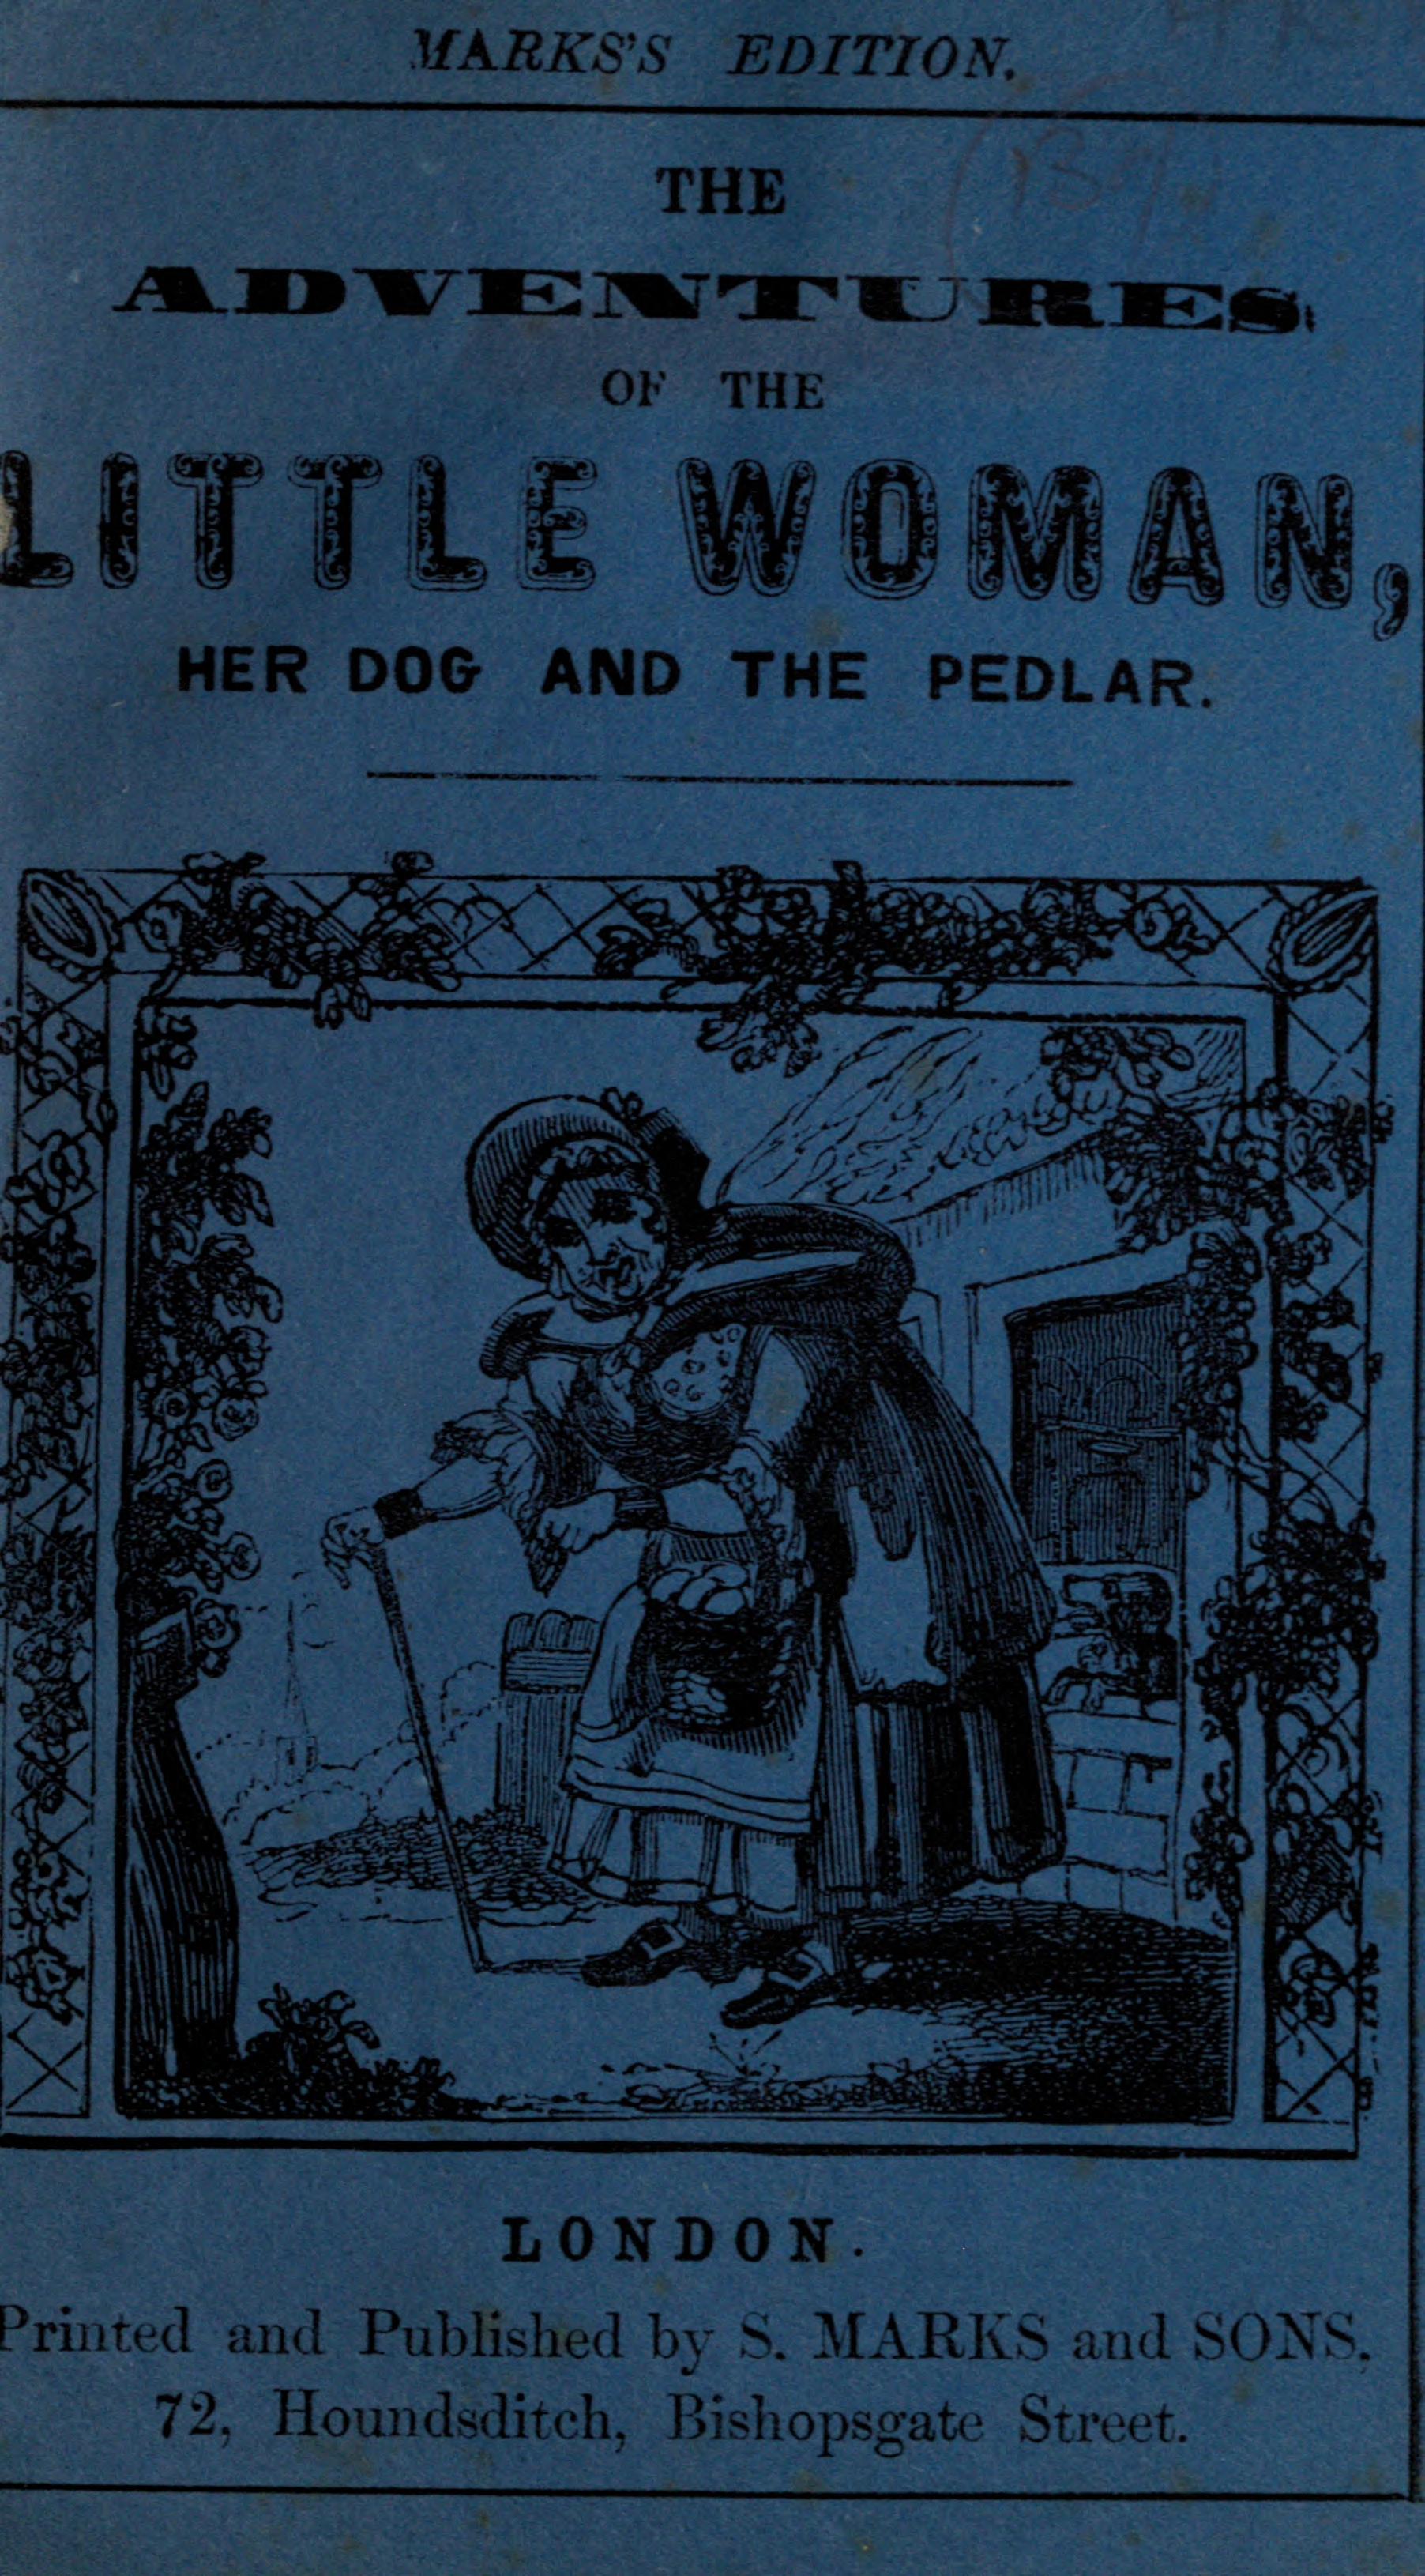 MARKS'S EDITION.
THE
ADVENTURES
OF THE
LITTLE WOMAN,
HER DOG AND THE PEDLAR.
LONDON.
Printed and Published by S. MARKS and SONS,
72, Houndsditch, Bishopsgate Street.